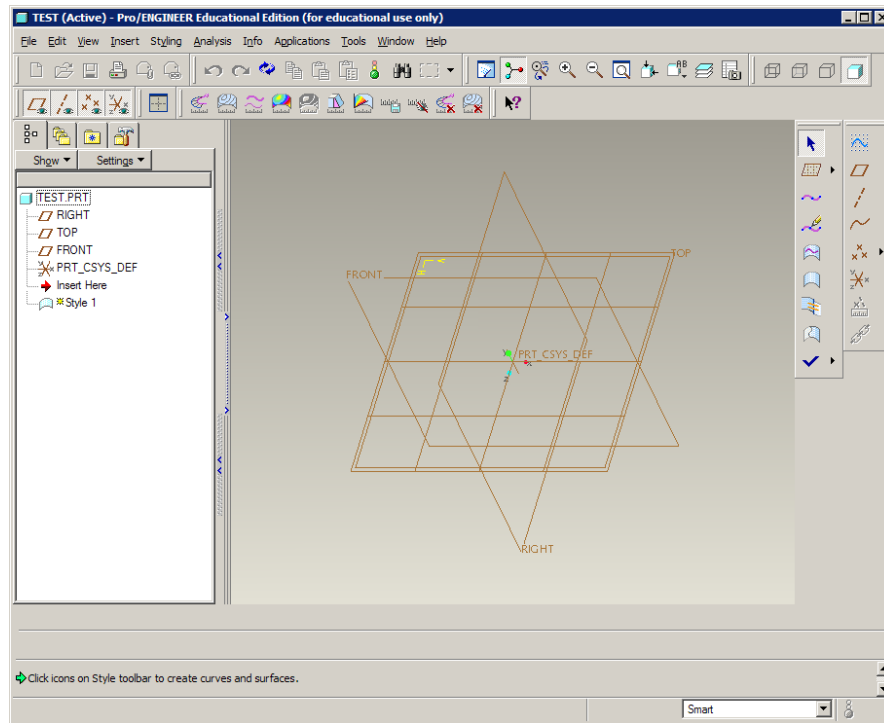 TEST (Active) - Pro/ENGINEER Educational Edition (for educational use only)
File Edit View Insert Styling Analysis Info Applications Tools Window Help
Show Settings
TEST.PRT
RIGHT
TOP
FRONT
PRT_CSYS_DEF
Insert Here
Style 1
TOP
FRONT
PRT_CSYS_DEF
RIGHT
Click icons on Style toolbar to create curves and surfaces.
Smart